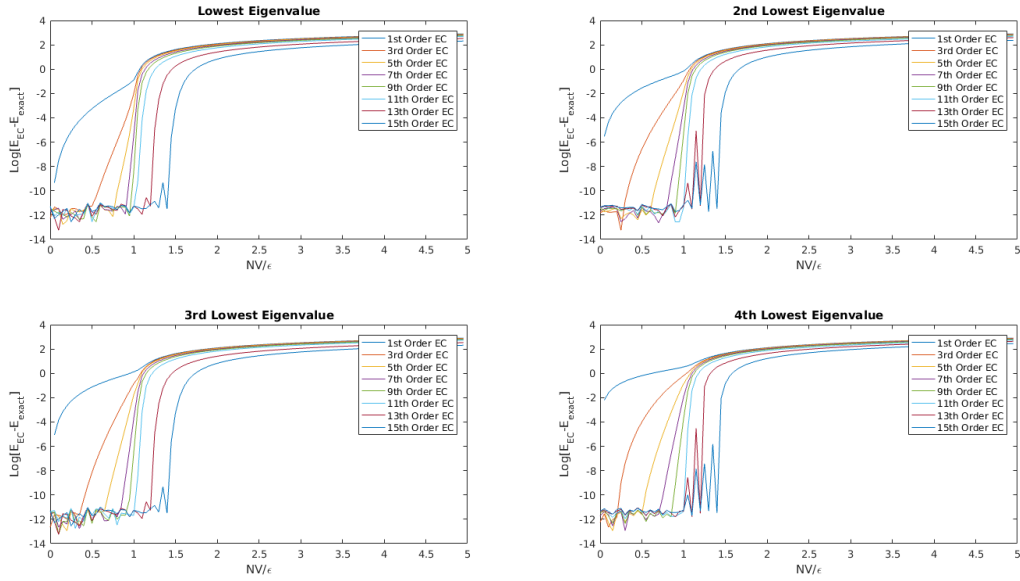 Lowest Eigenvalue
Log[E_EC-E_exact]
4
2
0
-2
-4
-6
-8
-10
-12
-14
0 0.5 1 1.5 2 2.5 3 3.5 4 4.5 5
NV/ϵ
1st Order EC
3rd Order EC
5th Order EC
7th Order EC
9th Order EC
11th Order EC
13th Order EC
15th Order EC
2nd Lowest Eigenvalue
Log[E_EC-E_exact]
4
2
0
-2
-4
-6
-8
-10
-12
-14
0 0.5 1 1.5 2 2.5 3 3.5 4 4.5 5
NV/ϵ
1st Order EC
3rd Order EC
5th Order EC
7th Order EC
9th Order EC
11th Order EC
13th Order EC
15th Order EC
3rd Lowest Eigenvalue
Log[E_EC-E_exact]
4
2
0
-2
-4
-6
-8
-10
-12
-14
0 0.5 1 1.5 2 2.5 3 3.5 4 4.5 5
NV/ϵ
1st Order EC
3rd Order EC
5th Order EC
7th Order EC
9th Order EC
11th Order EC
13th Order EC
15th Order EC
4th Lowest Eigenvalue
Log[E_EC-E_exact]
4
2
0
-2
-4
-6
-8
-10
-12
-14
0 0.5 1 1.5 2 2.5 3 3.5 4 4.5 5
NV/ϵ
1st Order EC
3rd Order EC
5th Order EC
7th Order EC
9th Order EC
11th Order EC
13th Order EC
15th Order EC